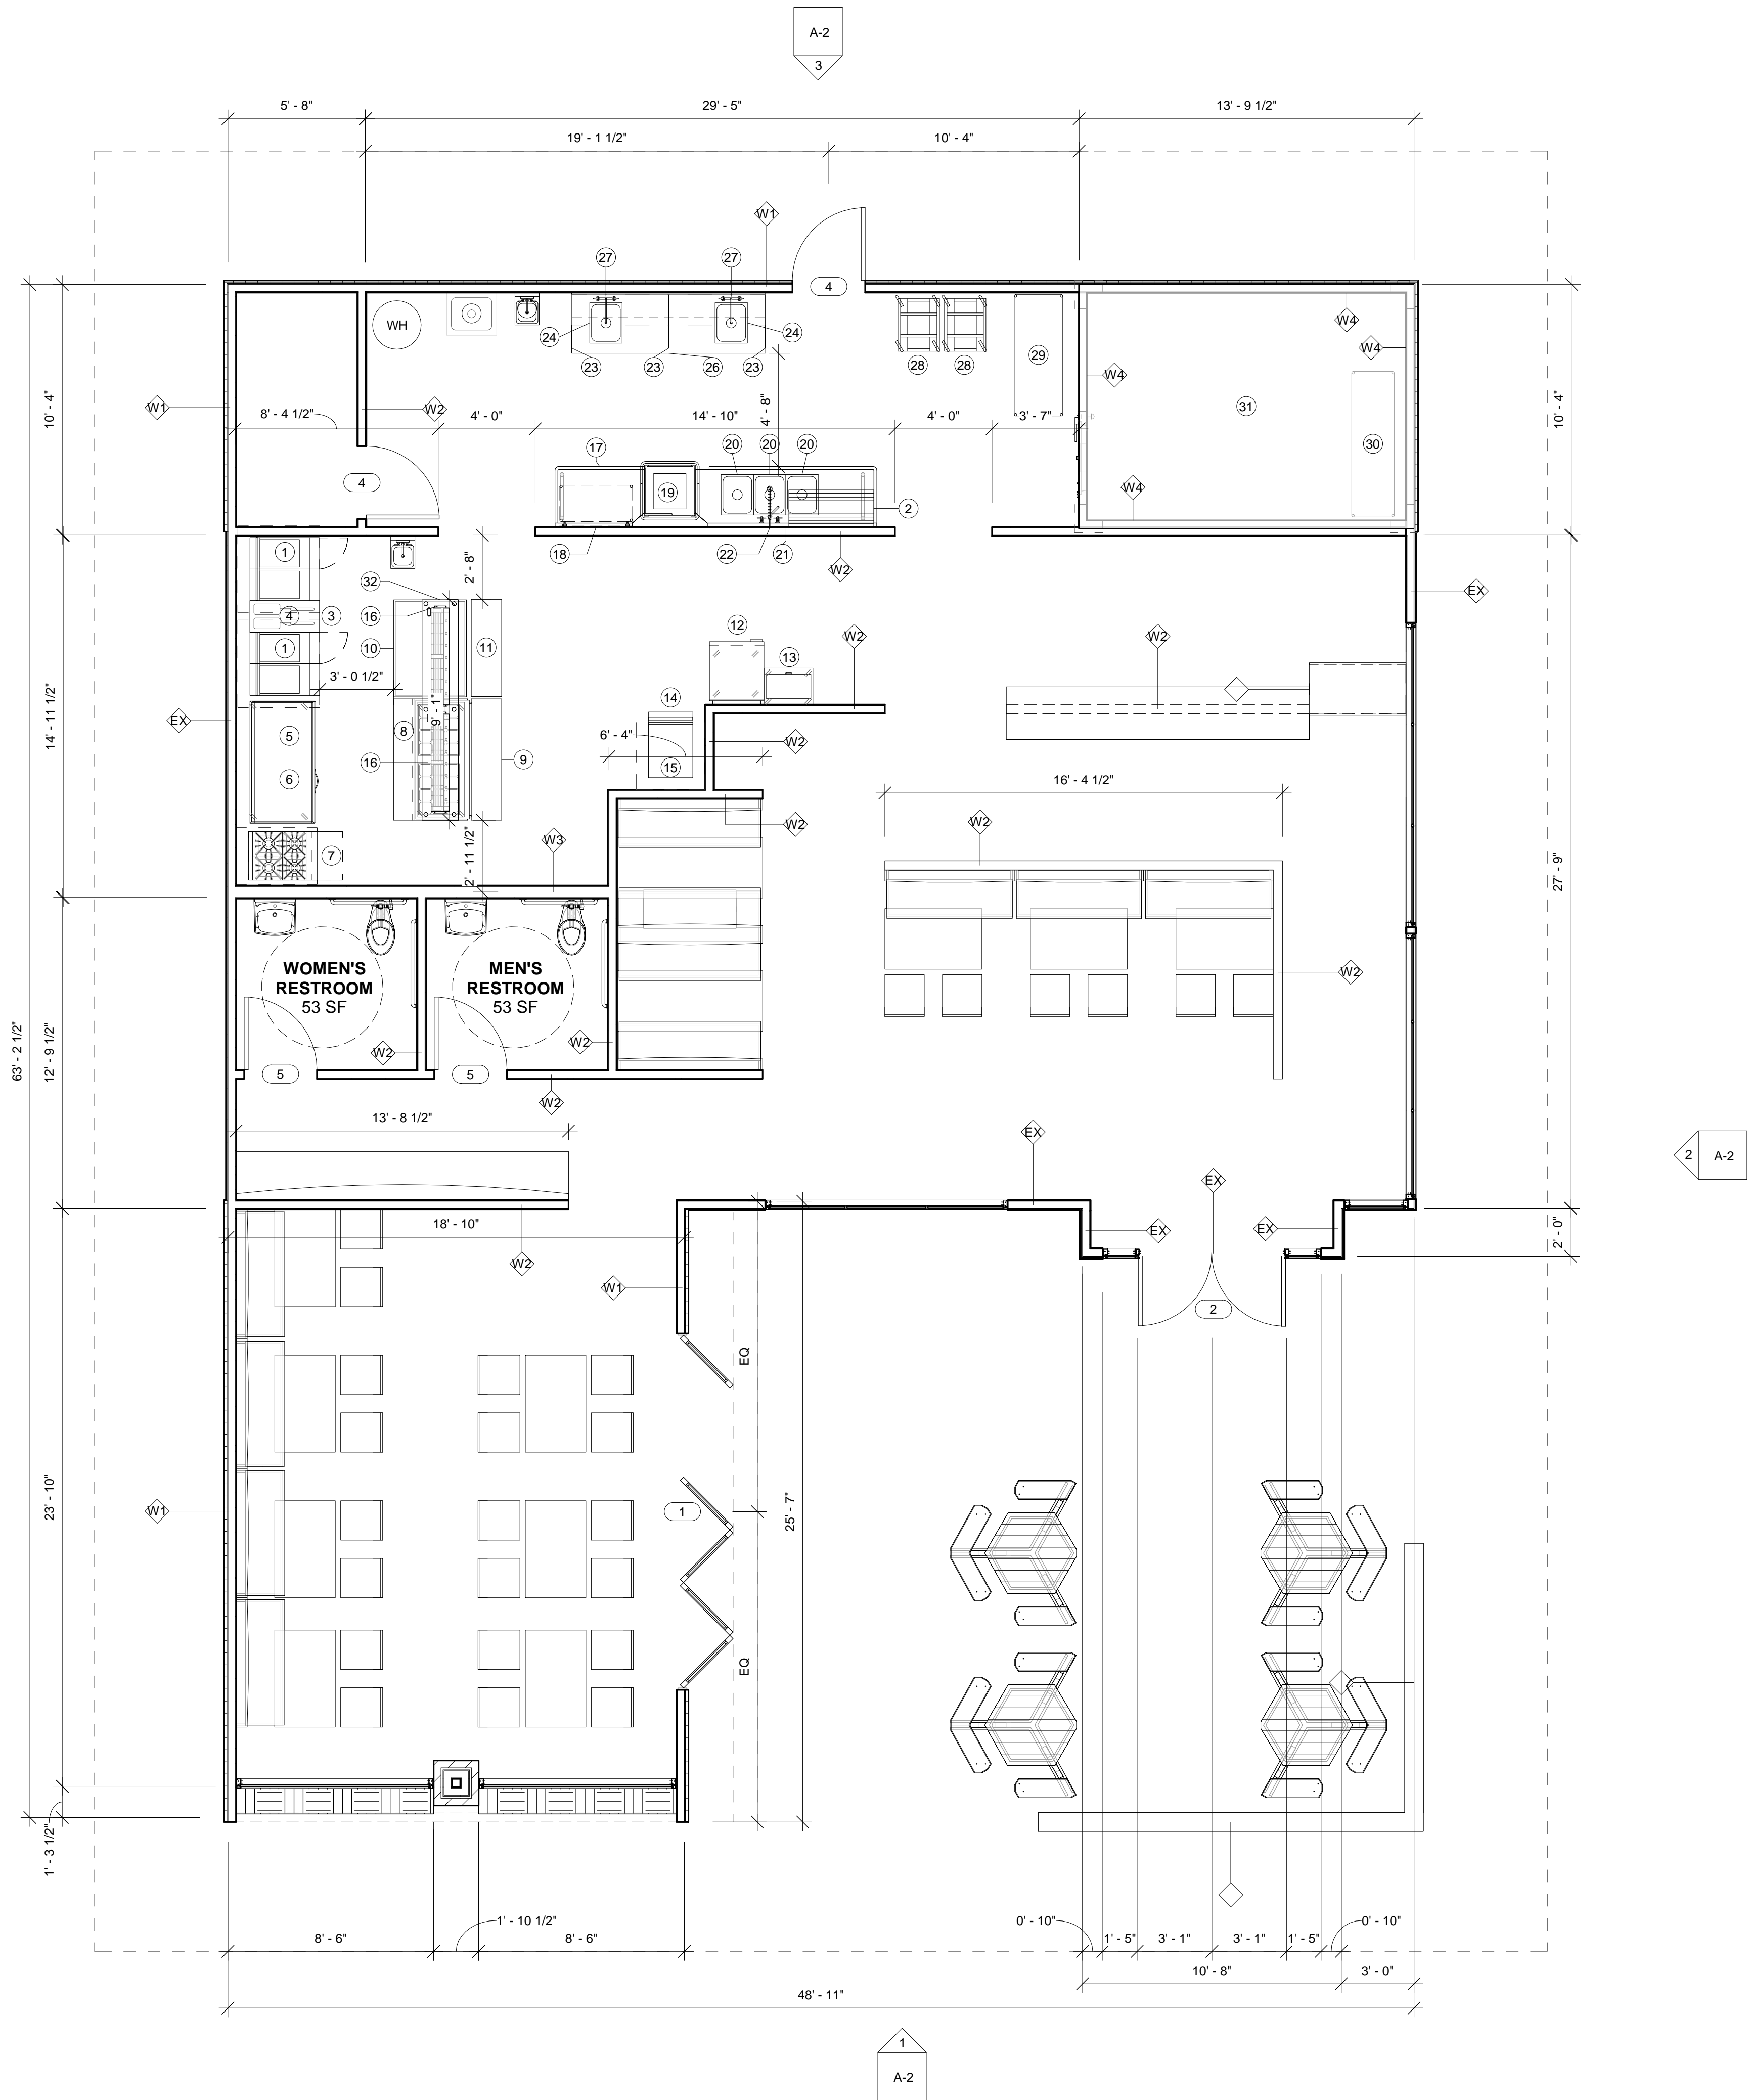 A-2
3
5' - 8"
29' - 5"
13' - 9 1/2"
19' - 1 1/2"
10' - 4"
W1
27
27
4
WH
24
24
23
23
26
23
28
28
29
W4
W4
W4
31
30
W4
10' - 4"
10' - 4"
W1
8' - 4 1/2"
W2
4' - 0"
14' - 10"
4' - 8"
4' - 0"
3' - 7"
17
20
20
20
19
4
2
18
22
21
W2
1
2' - 8"
32
EX
4
3
16
12
W2
W2
1
10
11
13
3' - 0 1/2"
14' - 11 1/2"
EX
5
8
9' - 1"
14
6' - 4"
W2
6
16
9
15
16' - 4 1/2"
W2
W2
7
2' - 11 1/2"
W3
27' - 9"
WOMEN'S
RESTROOM
53 SF
MEN'S
RESTROOM
53 SF
W2
63' - 2 1/2"
12' - 9 1/2"
W2
W2
5
5
W2
13' - 8 1/2"
EX
2
A-2
EX
18' - 10"
W2
EX
EX
2' - 0"
W1
2
EQ
23' - 10"
W1
1
25' - 7"
EQ
1' - 3 1/2"
8' - 6"
1' - 10 1/2"
8' - 6"
0' - 10"
1' - 5"
3' - 1"
3' - 1"
1' - 5"
0' - 10"
10' - 8"
3' - 0"
48' - 11"
1
A-2